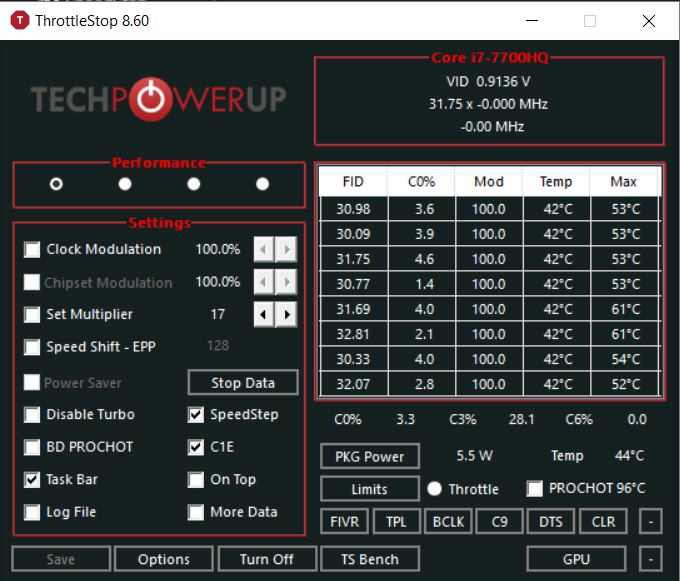 ThrottleStop 8.60
TECHPOWERUP
Core i7-7700HQ
VID 0.9136 V
31.75 x -0.000 MHz
-0.00 MHz
Performance
FID C0% Mod Temp Max
30.98 3.6 100.0 42°C 53°C
30.09 3.9 100.0 42°C 53°C
31.75 4.6 100.0 42°C 53°C
30.77 1.4 100.0 42°C 53°C
31.69 4.0 100.0 42°C 61°C
32.81 2.1 100.0 42°C 61°C
30.33 4.0 100.0 42°C 54°C
32.07 2.8 100.0 42°C 52°C
Settings
Clock Modulation 100.0%
Chipset Modulation 100.0%
Set Multiplier 17
Speed Shift - EPP 128
Power Saver Stop Data
Disable Turbo SpeedStep
BD PROCHOT C1E
Task Bar On Top
Log File More Data
C0% 3.3 C3% 28.1 C6% 0.0
PKG Power 5.5 W Temp 44°C
Limits Throttle PROCHOT 96°C
FIVR TPL BCLK C9 DTS CLR -
Save Options Turn Off TS Bench GPU -